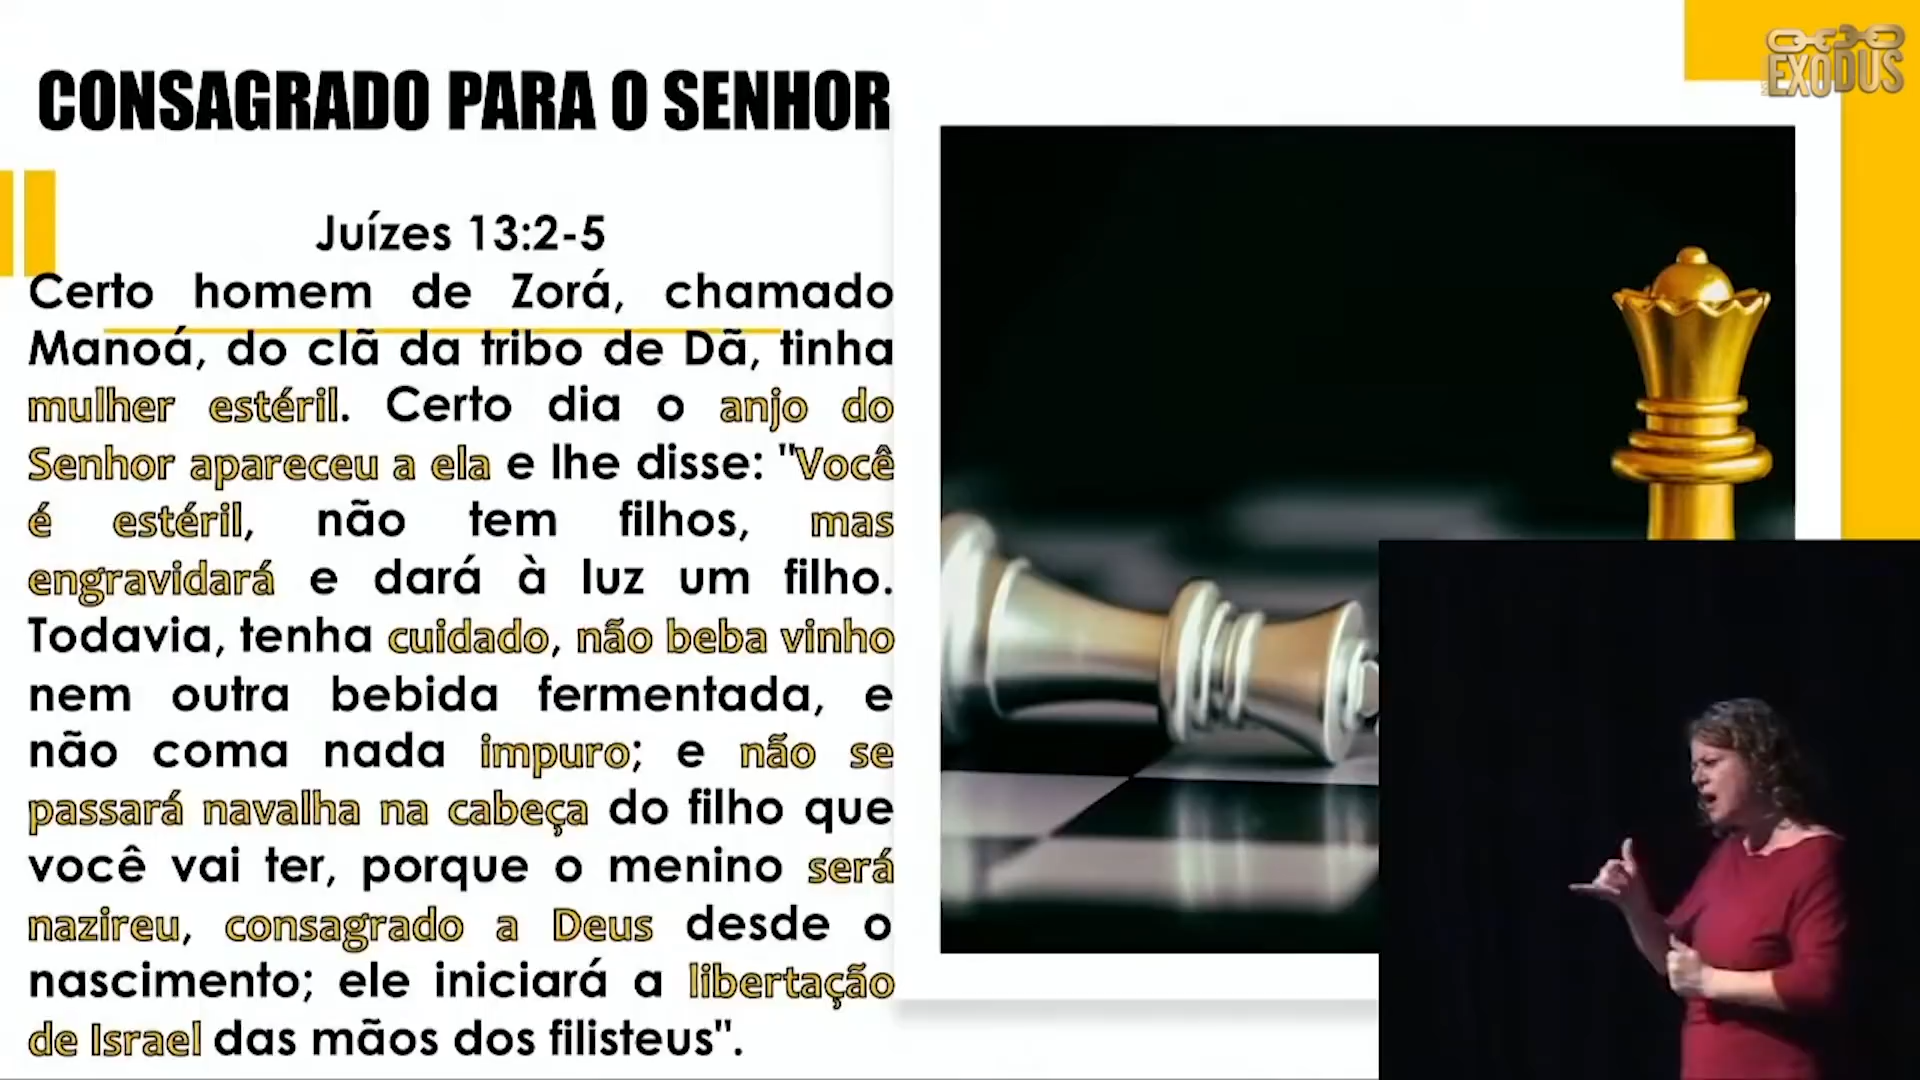 EXODUS
CONSAGRADO PARA O SENHOR
Juízes 13:2-5
Certo homem de Zorá, chamado
Manoá, do clã da tribo de Dã, tinha
mulher estéril. Certo dia o anjo do
Senhor apareceu a ela e lhe disse: "Você
é estéril, não tem filhos, mas
engravidará e dará à luz um filho.
Todavia, tenha cuidado, não beba vinho
nem outra bebida fermentada, e
não coma nada impuro; e não se
passará navalha na cabeça do filho que
você vai ter, porque o menino será
nazireu, consagrado a Deus desde o
nascimento; ele iniciará a libertação
de Israel das mãos dos filisteus".